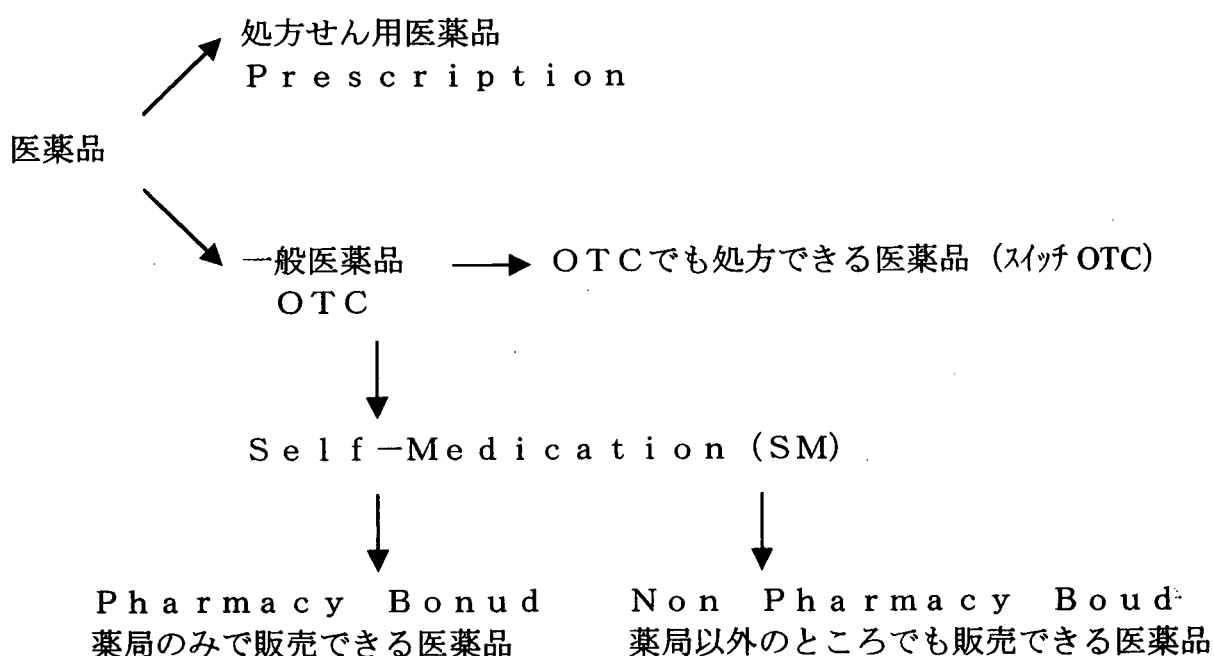 処方せん用医薬品
Ｐｒｅｓｃｒｉｐｔｉｏｎ
医薬品
一般医薬品
ＯＴＣ
ＯＴＣでも処方できる医薬品（ｽｲｯﾁ OTC）
Ｓｅｌｆ－Ｍｅｄｉｃａｔｉｏｎ（SM）
Ｐｈａｒｍａｃｙ　Ｂｏｎｕｄ
薬局のみで販売できる医薬品
Ｎｏｎ　Ｐｈａｒｍａｃｙ　Ｂｏｕｄ
薬局以外のところでも販売できる医薬品